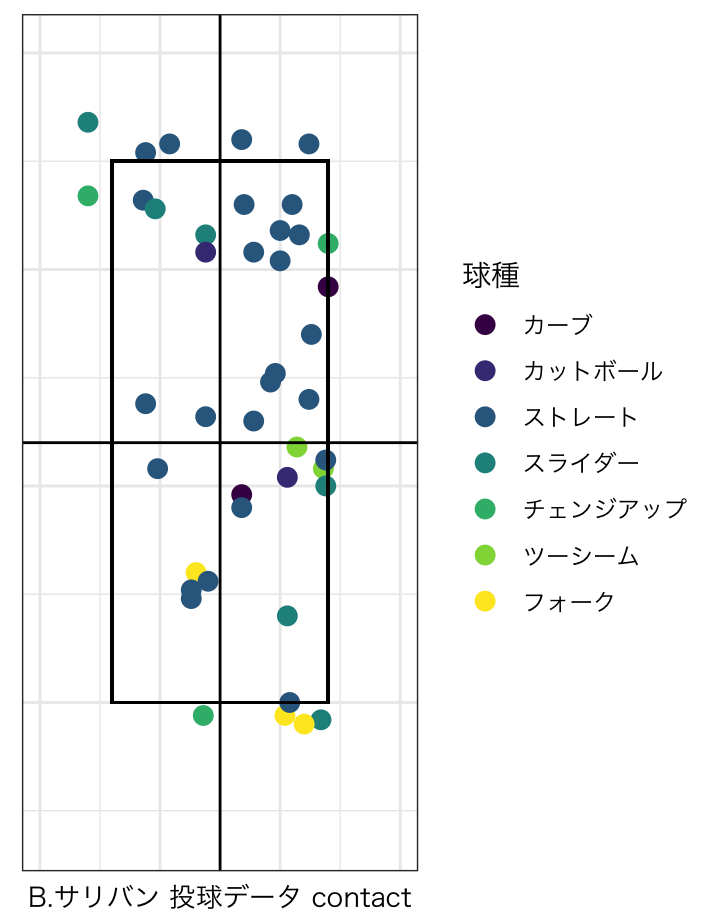 球種
カーブ
カットボール
ストレート
スライダー
チェンジアップ
ツーシーム
フォーク
B.サリバン 投球データ contact